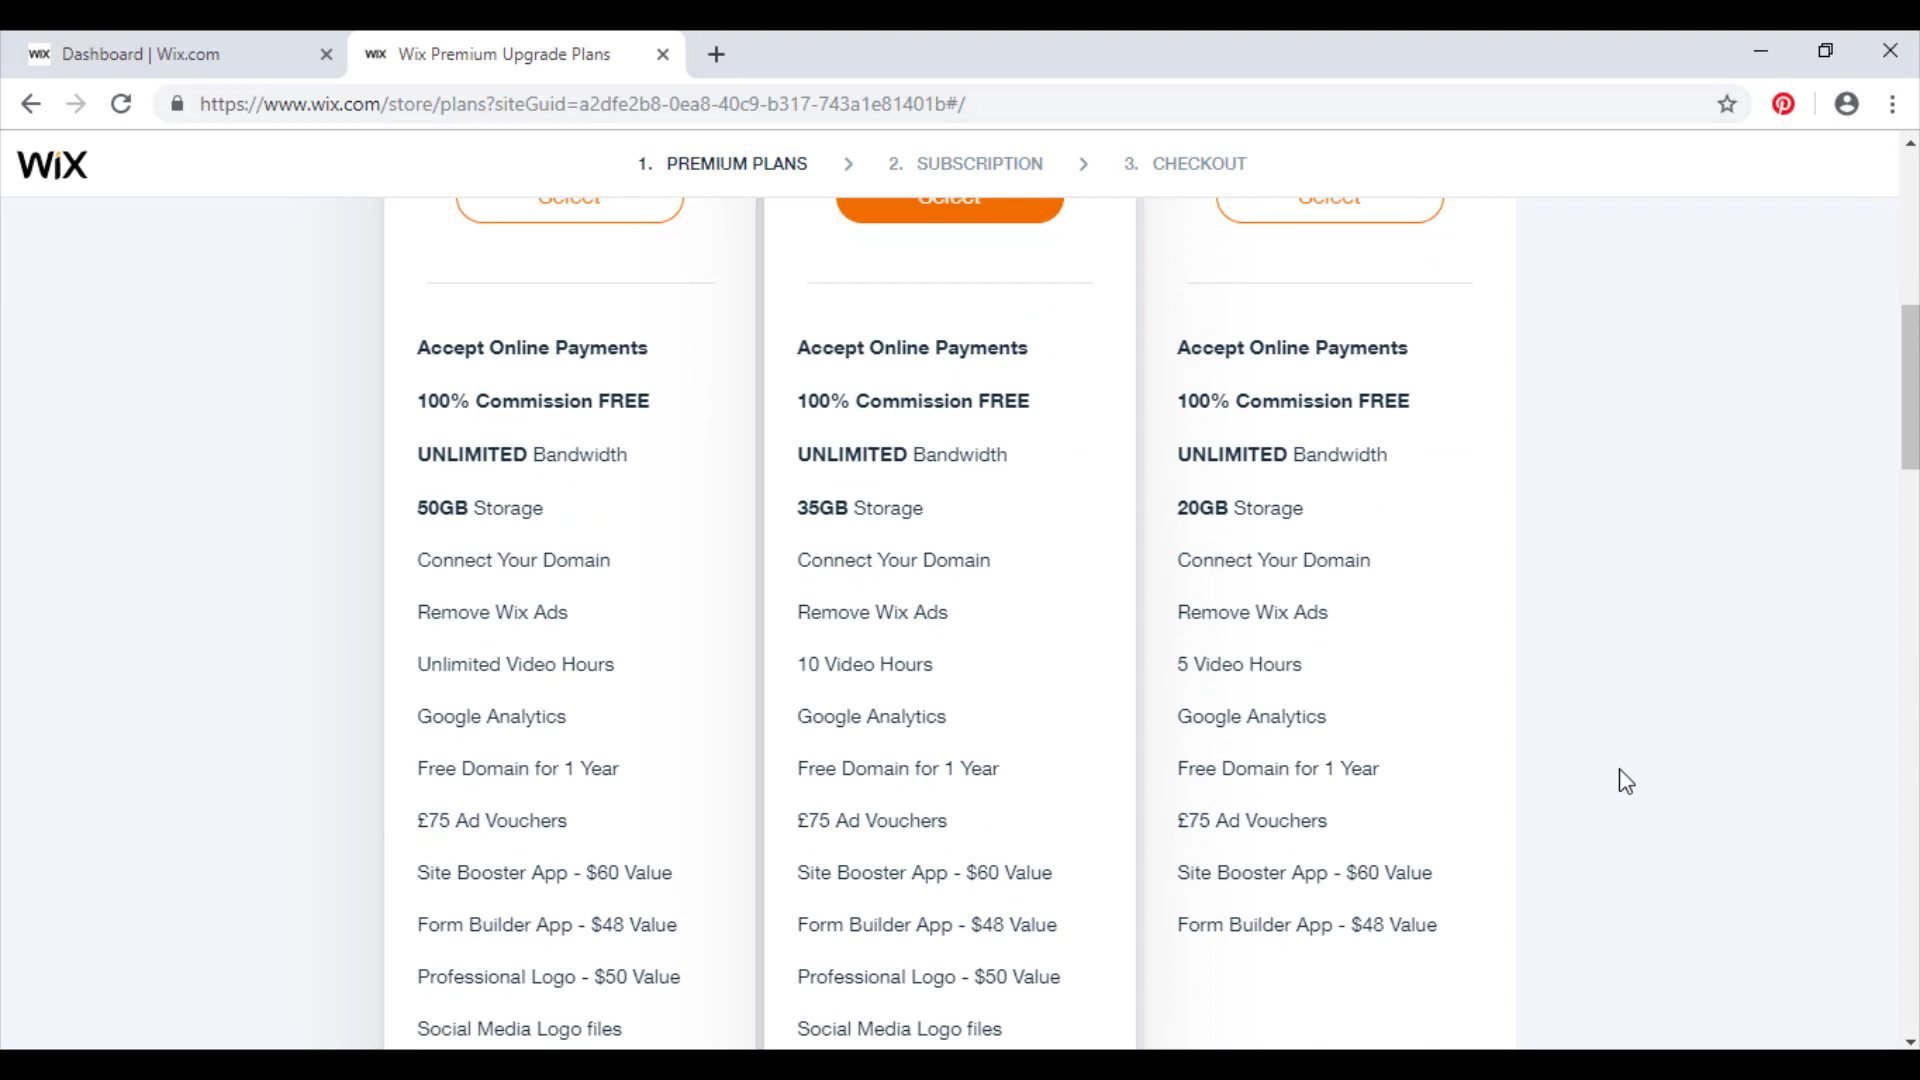 WiX Dashboard | Wix.com
WiX Wix Premium Upgrade Plans
https://www.wix.com/store/plans?siteGuid=a2dfe2b8-0ea8-40c9-b317-743a1e81401b#/
WiX
1. PREMIUM PLANS
2. SUBSCRIPTION
3. CHECKOUT
Select
Select
Select
Accept Online Payments
100% Commission FREE
UNLIMITED Bandwidth
50GB Storage
Connect Your Domain
Remove Wix Ads
Unlimited Video Hours
Google Analytics
Free Domain for 1 Year
£75 Ad Vouchers
Site Booster App - $60 Value
Form Builder App - $48 Value
Professional Logo - $50 Value
Social Media Logo files
Accept Online Payments
100% Commission FREE
UNLIMITED Bandwidth
35GB Storage
Connect Your Domain
Remove Wix Ads
10 Video Hours
Google Analytics
Free Domain for 1 Year
£75 Ad Vouchers
Site Booster App - $60 Value
Form Builder App - $48 Value
Professional Logo - $50 Value
Social Media Logo files
Accept Online Payments
100% Commission FREE
UNLIMITED Bandwidth
20GB Storage
Connect Your Domain
Remove Wix Ads
5 Video Hours
Google Analytics
Free Domain for 1 Year
£75 Ad Vouchers
Site Booster App - $60 Value
Form Builder App - $48 Value